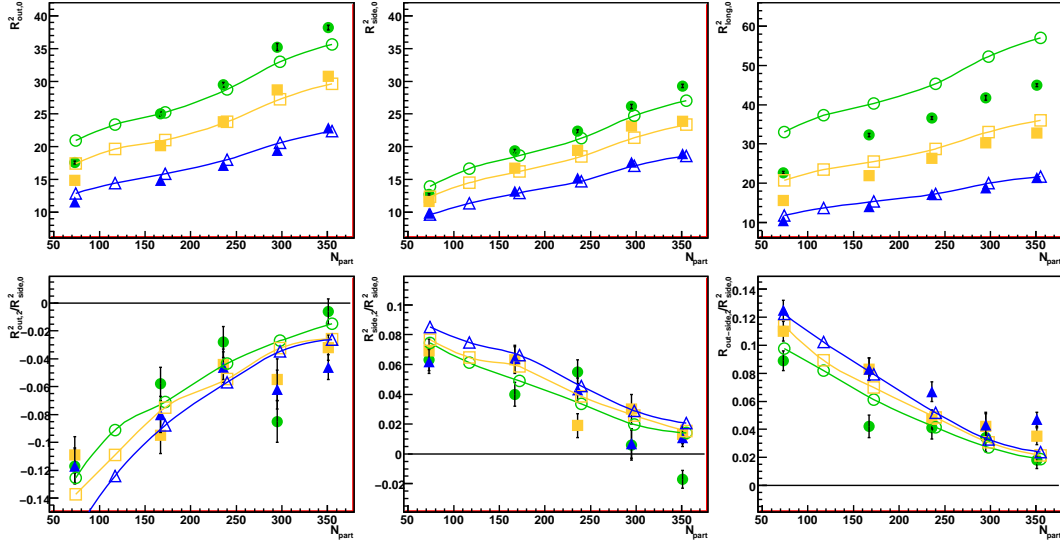 R²out,0
40
35
30
25
20
15
10
50 100 150 200 250 300 350
Npart
R²side,0
40
35
30
25
20
15
10
50 100 150 200 250 300 350
Npart
R²long,0
60
50
40
30
20
10
50 100 150 200 250 300 350
Npart
R²out,2/R²side,0
0
−0.02
−0.04
−0.06
−0.08
−0.1
−0.12
−0.14
50 100 150 200 250 300 350
Npart
R²side,2/R²side,0
0.1
0.08
0.06
0.04
0.02
0
−0.02
50 100 150 200 250 300 350
Npart
Rout−side,2/R²side,0
0.14
0.12
0.1
0.08
0.06
0.04
0.02
0
50 100 150 200 250 300 350
Npart